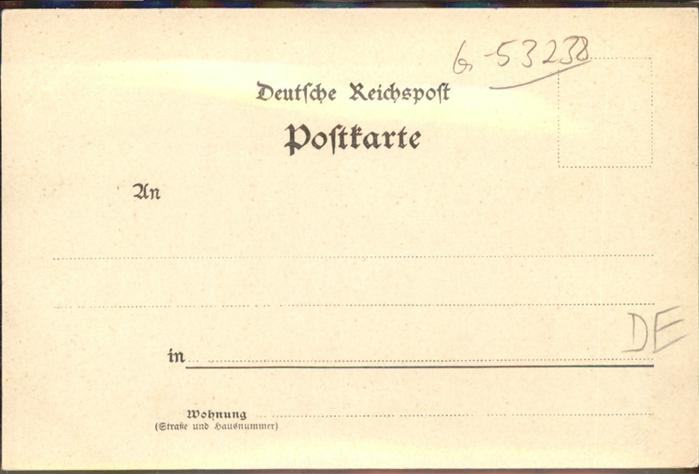 G-53238
Deutsche Reichspost
Postkarte
An
DE
in
Wohnung
(Straße und Hausnummer)